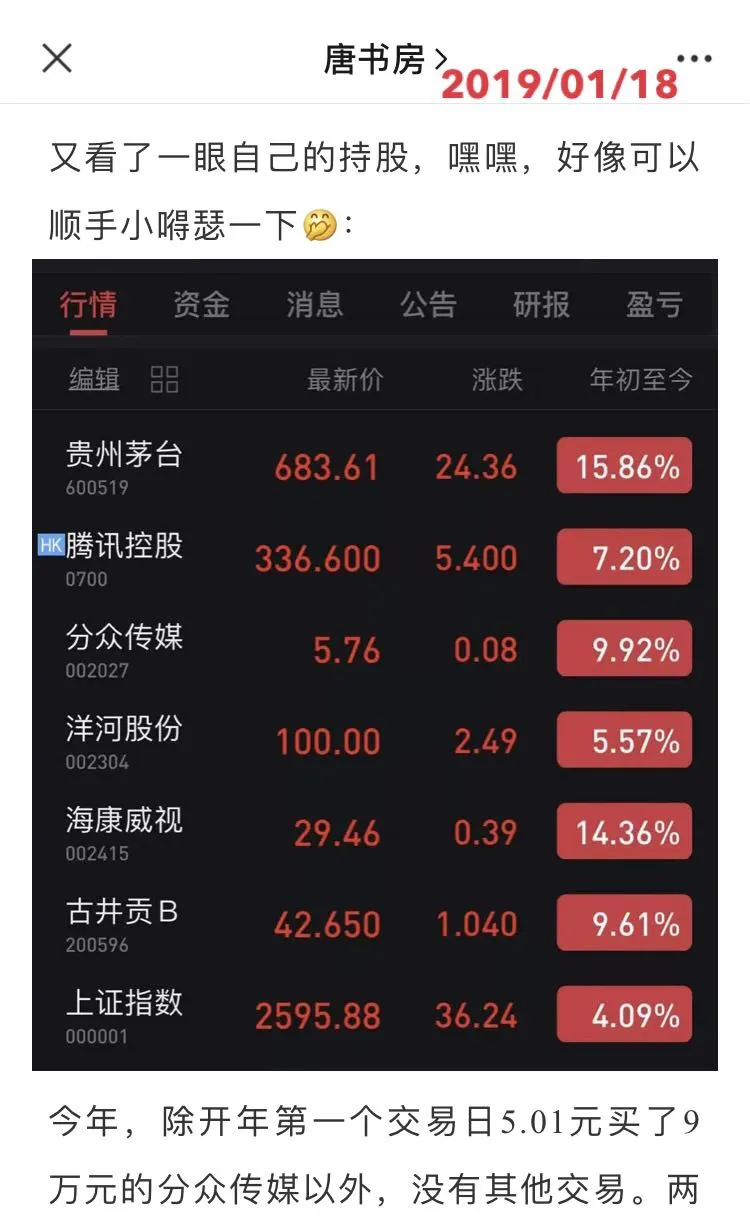 唐书房
2019/01/18
又看了一眼自己的持股，嘿嘿，好像可以
顺手小嘚瑟一下🤭：
行情 资金 消息 公告 研报 盈亏
编辑 最新价 涨跌 年初至今
贵州茅台 683.61 24.36 15.86%
600519
HK腾讯控股 336.600 5.400 7.20%
0700
分众传媒 5.76 0.08 9.92%
002027
洋河股份 100.00 2.49 5.57%
002304
海康威视 29.46 0.39 14.36%
002415
古井贡B 42.650 1.040 9.61%
200596
上证指数 2595.88 36.24 4.09%
000001
今年，除开年第一个交易日5.01元买了9
万元的分众传媒以外，没有其他交易。两